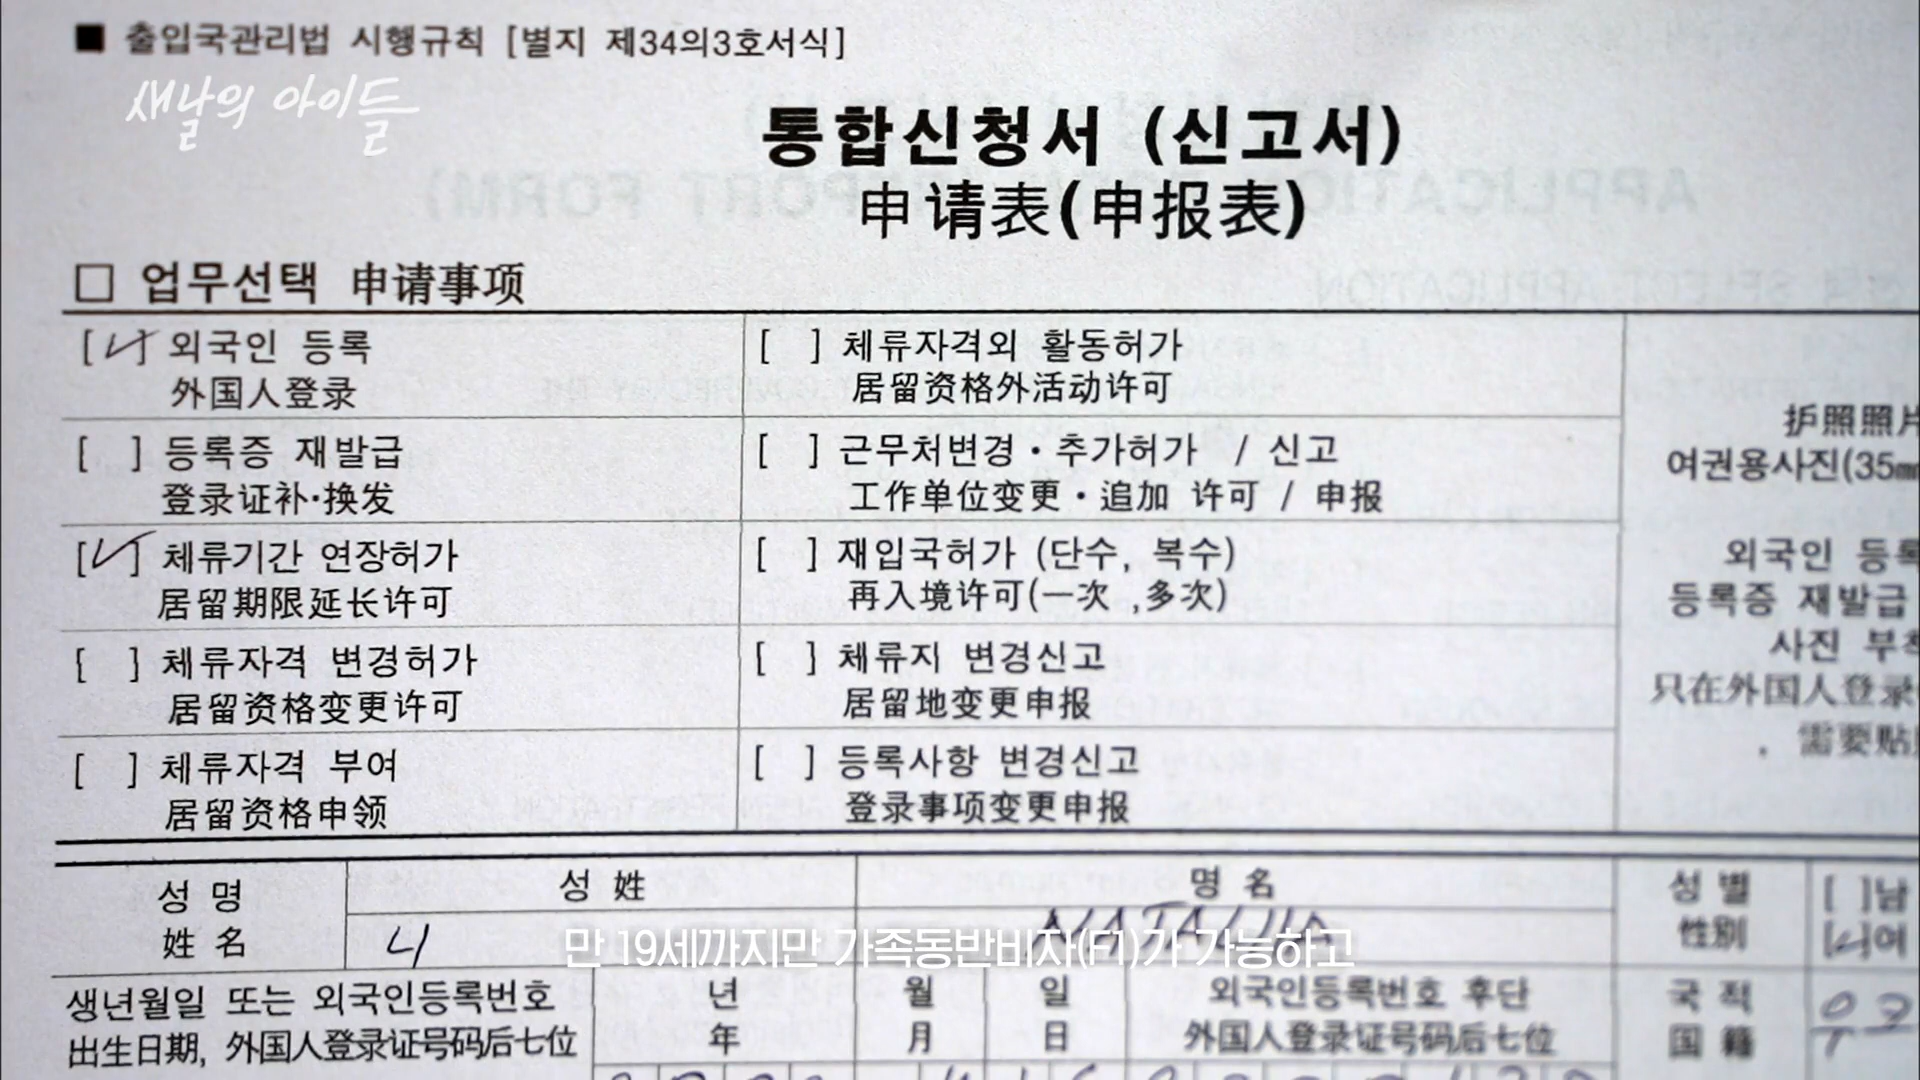 ■ 출입국관리법 시행규칙 [별지 제34의3호서식]
새날의 아이들
통합신청서 (신고서)
申请表(申报表)
□ 업무선택 申请事项
[✓] 외국인 등록
外国人登录
[ ] 체류자격외 활동허가
居留资格外活动许可
[ ] 등록증 재발급
登录证补·换发
[ ] 근무처변경·추가허가 / 신고
工作单位变更·追加 许可 / 申报
[✓] 체류기간 연장허가
居留期限延长许可
[ ] 재입국허가 (단수, 복수)
再入境许可(一次 ,多次)
[ ] 체류자격 변경허가
居留资格变更许可
[ ] 체류지 변경신고
居留地变更申报
[ ] 체류자격 부여
居留资格申领
[ ] 등록사항 변경신고
登录事项变更申报
护照照片
여권용사진(35㎜
외국인 등록
등록증 재발급
사진 부착
只在外国人登录
需要贴
성 명
姓 名
성 姓
명 名
성 별
性别
[ ]남
[✓]여
만 19세까지만 가족동반비자(F1)가 가능하고
생년월일 또는 외국인등록번호
出生日期, 外国人登录证号码后七位
년
年
월
月
일
日
외국인등록번호 후단
外国人登录证号码后七位
국 적
国 籍